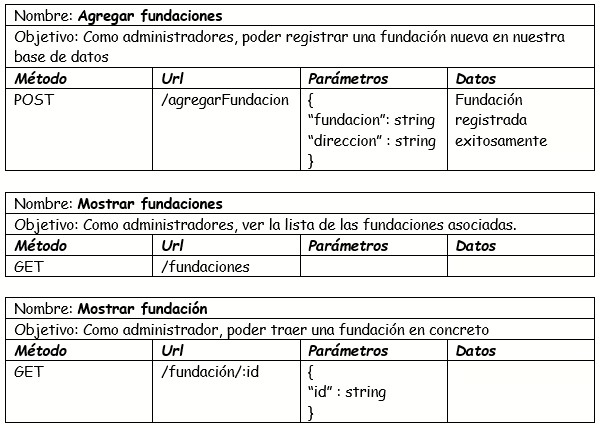 Nombre: Agregar fundaciones
Objetivo: Como administradores, poder registrar una fundación nueva en nuestra
base de datos
Método Url Parámetros Datos
POST /agregarFundacion { Fundación
“fundacion”: string registrada
“direccion” : string exitosamente
}
Nombre: Mostrar fundaciones
Objetivo: Como administradores, ver la lista de las fundaciones asociadas.
Método Url Parámetros Datos
GET /fundaciones
Nombre: Mostrar fundación
Objetivo: Como administrador, poder traer una fundación en concreto
Método Url Parámetros Datos
GET /fundación/:id {
“id” : string
}